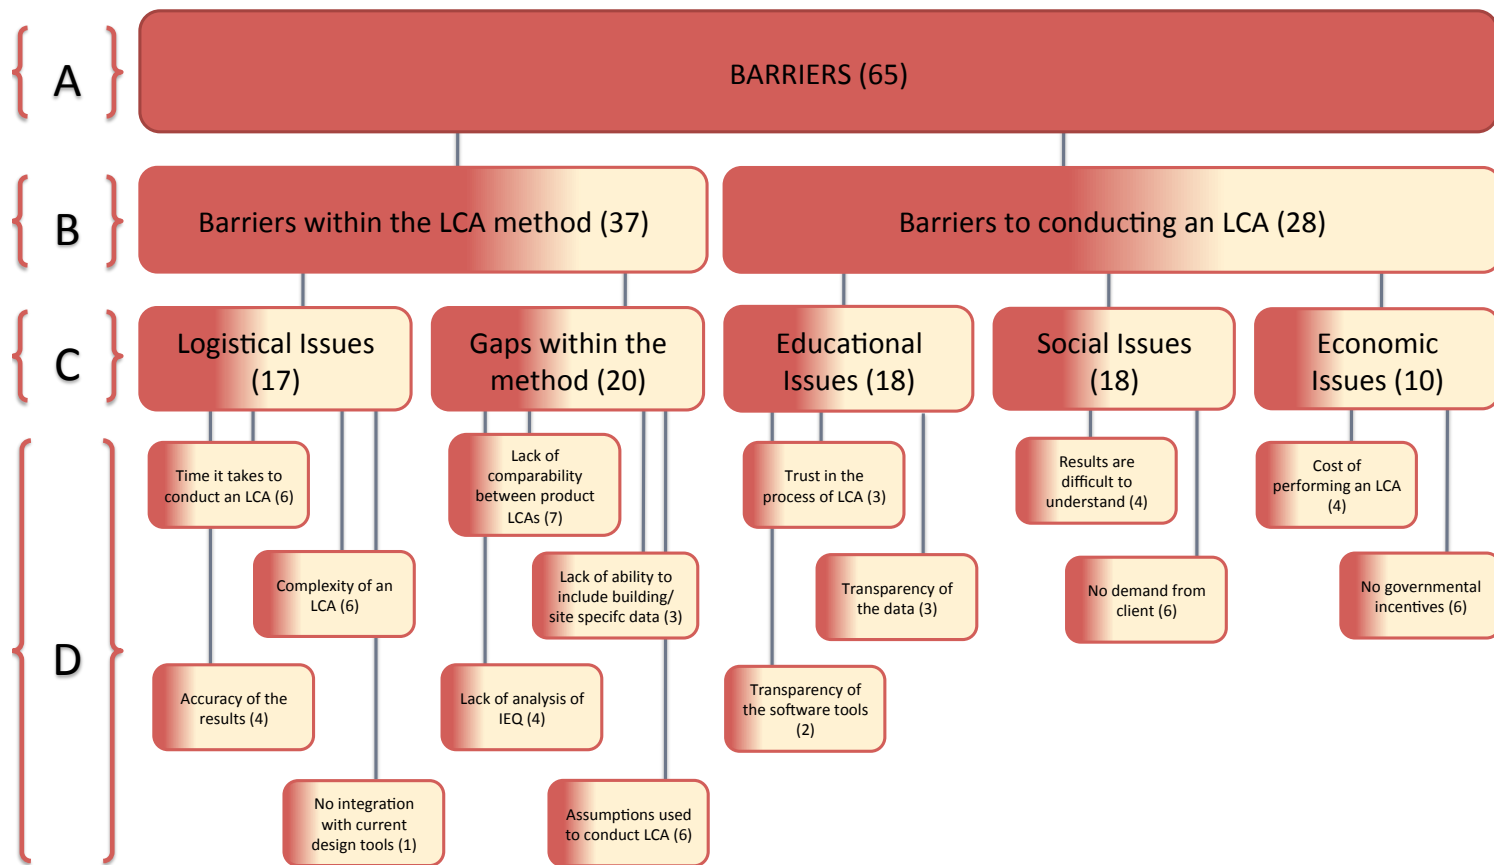 A
BARRIERS (65)
B
Barriers within the LCA method (37)
Barriers to conducting an LCA (28)
C
Logistical Issues
(17)
Gaps within the
method (20)
Educational
Issues (18)
Social Issues
(18)
Economic
Issues (10)
D
Time it takes to
conduct an LCA (6)
Lack of
comparability
between product
LCAs (7)
Trust in the
process of LCA (3)
Results are
difficult to
understand (4)
Cost of
performing an LCA
(4)
Complexity of an
LCA (6)
Lack of ability to
include building/
site specifc data (3)
Transparency of
the data (3)
No demand from
client (6)
No governmental
incentives (6)
Accuracy of the
results (4)
Lack of analysis of
IEQ (4)
Transparency of
the software tools
(2)
No integration
with current
design tools (1)
Assumptions used
to conduct LCA (6)